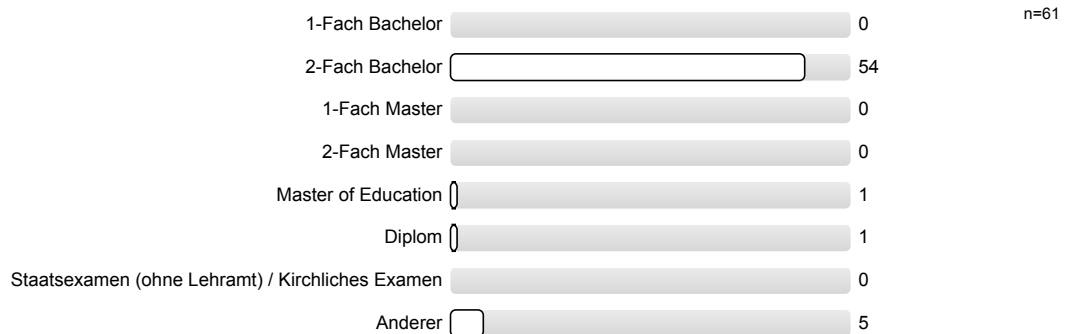 1-Fach Bachelor 0
n=61
2-Fach Bachelor 54
1-Fach Master 0
2-Fach Master 0
Master of Education 1
Diplom 1
Staatsexamen (ohne Lehramt) / Kirchliches Examen 0
Anderer 5